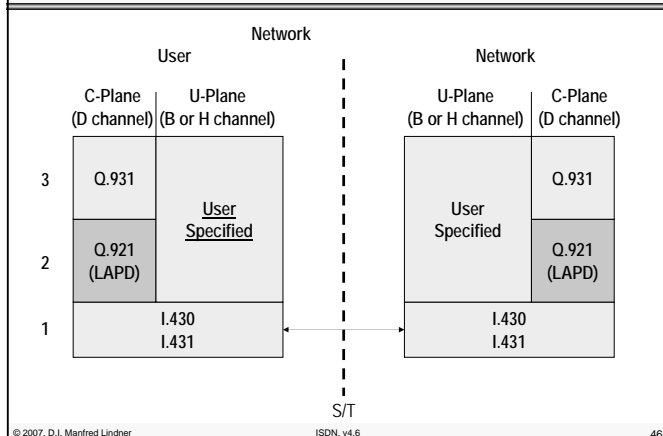 Network
User
Network
C-Plane
(D channel)
U-Plane
(B or H channel)
U-Plane
(B or H channel)
C-Plane
(D channel)
3
Q.931
User
Specified
User
Specified
Q.931
2
Q.921
(LAPD)
Q.921
(LAPD)
1
I.430
I.431
I.430
I.431
S/T
© 2007, D.I. Manfred Lindner
ISDN, v4.6
46